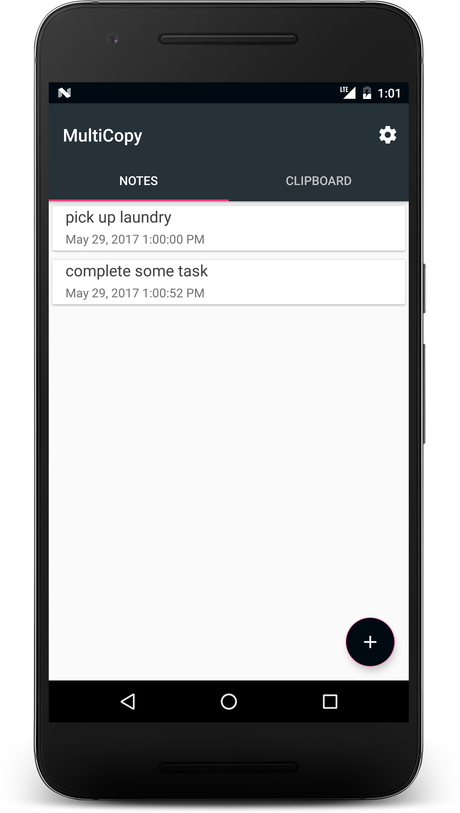 LTE 1:01
MultiCopy
NOTES CLIPBOARD
pick up laundry
May 29, 2017 1:00:00 PM
complete some task
May 29, 2017 1:00:52 PM